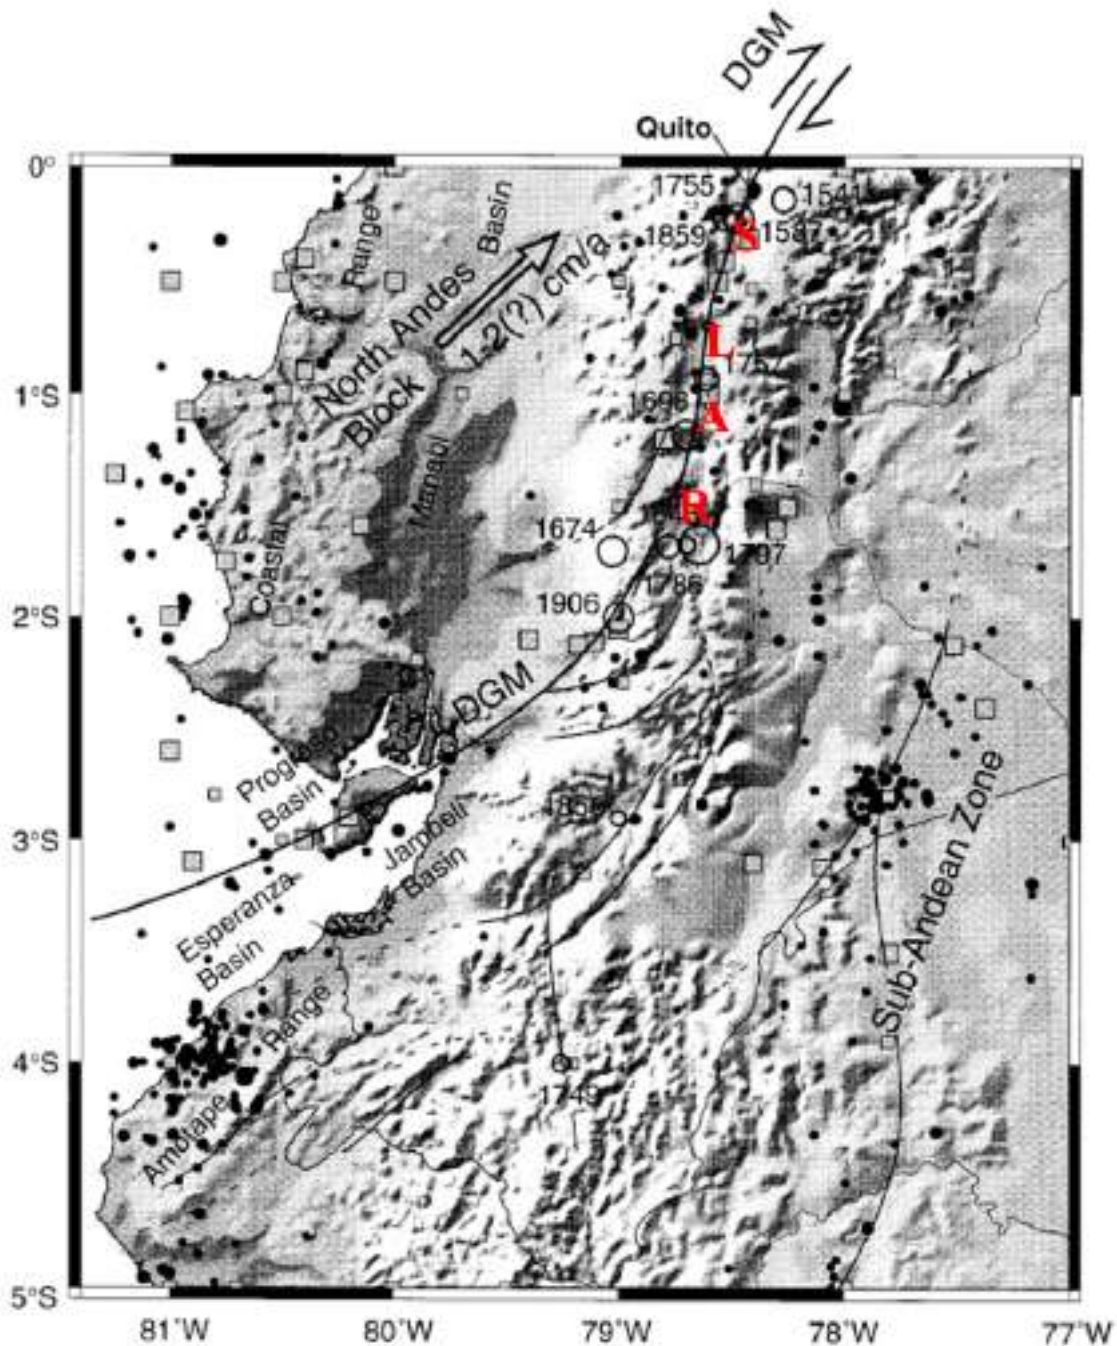 DGM
Quito
0°
1755
1541
1859
1587
S
Range
Basin
North Andes
Block
1-2(?) cm/a
L
1°S
1698
A
Manabi
R
Coastal
1674
1797
1786
1906
2°S
DGM
Progreso
Basin
Jambeli
Basin
3°S
Esperanza
Basin
Sub-Andean Zone
Amotape
Range
4°S
1749
5°S
81°W
80°W
79°W
78°W
77°W